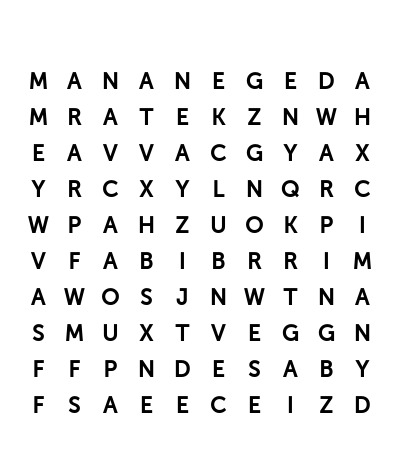 M A N A N E G E D A
M R A T E K Z N W H
E A V V A C G Y A X
Y R C X Y L N Q R C
W P A H Z U O K P I
V F A B I B R R I M
A W O S J N W T N A
S M U X T V E G G N
F F P N D E S A B Y
F S A E E C E I Z D